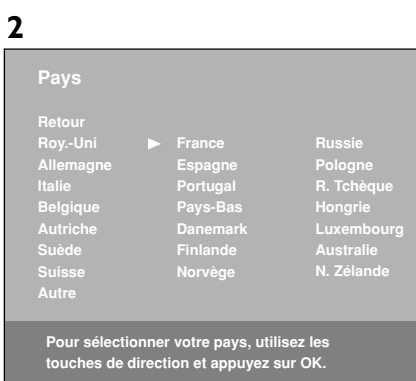 2
Pays
Retour
Roy.-Uni ▶ France Russie
Allemagne Espagne Pologne
Italie Portugal R. Tchèque
Belgique Pays-Bas Hongrie
Autriche Danemark Luxembourg
Suède Finlande Australie
Suisse Norvège N. Zélande
Autre
Pour sélectionner votre pays, utilisez les
touches de direction et appuyez sur OK.